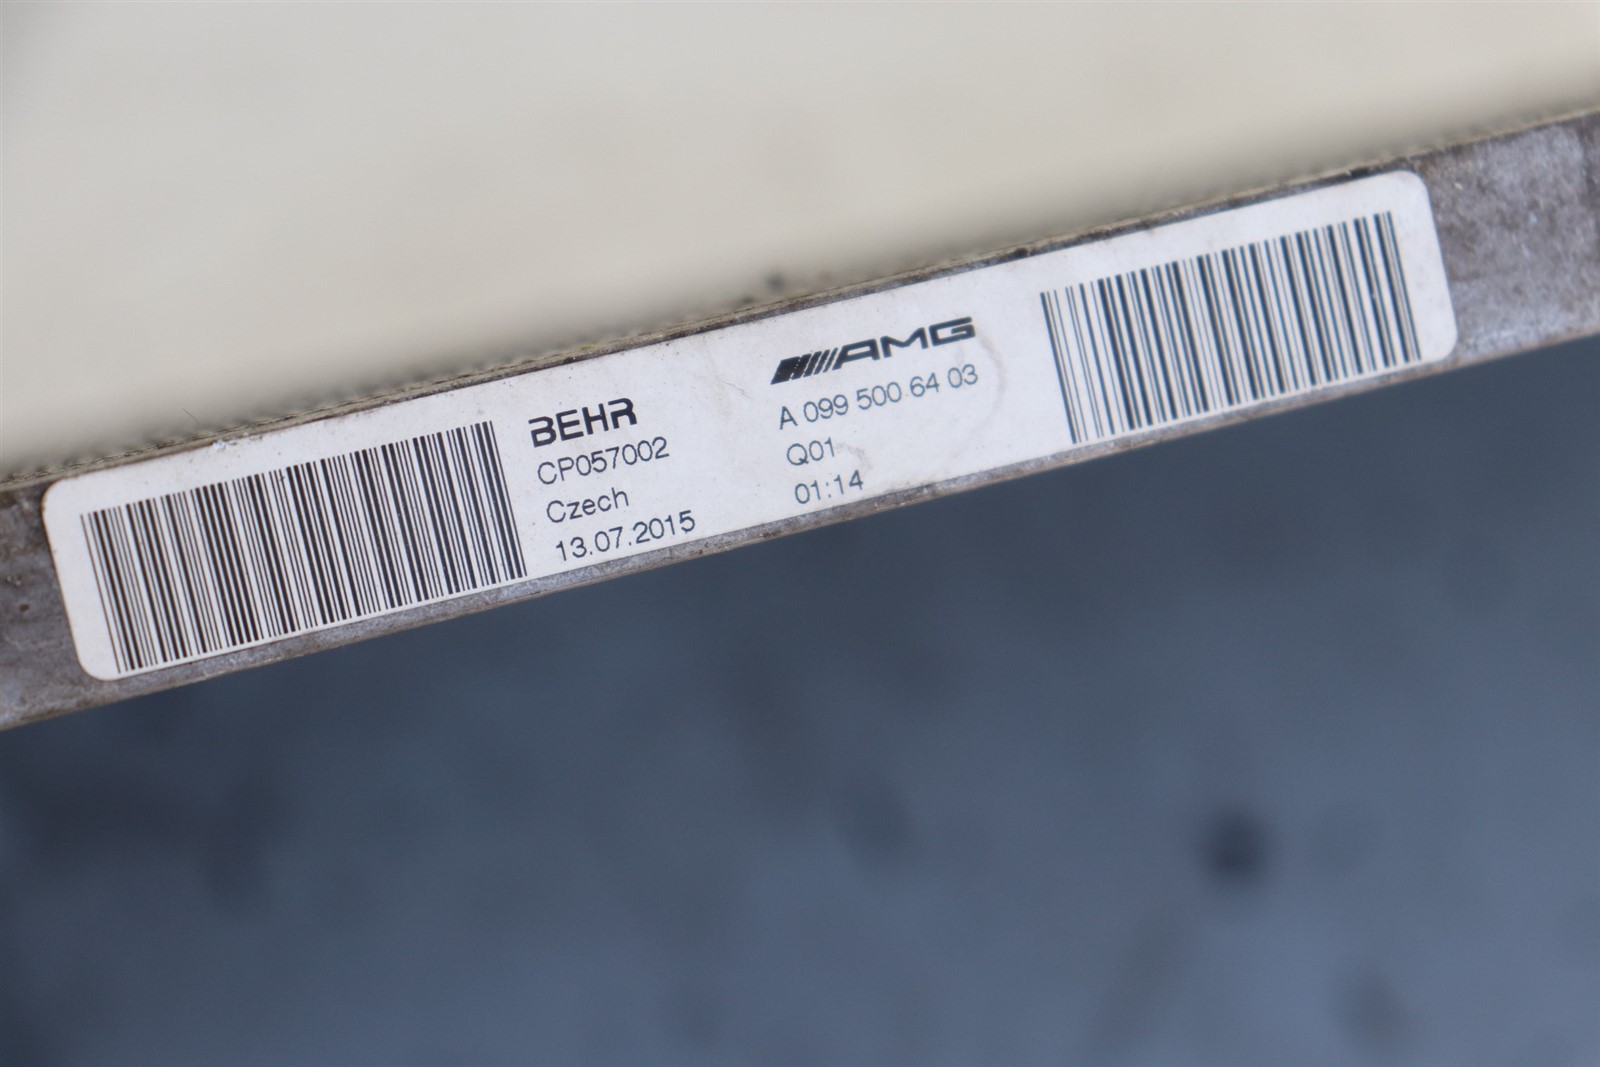 BEHR
CP057002
Czech
13.07.2015
AMG
A 099 500 64 03
Q01
01:14